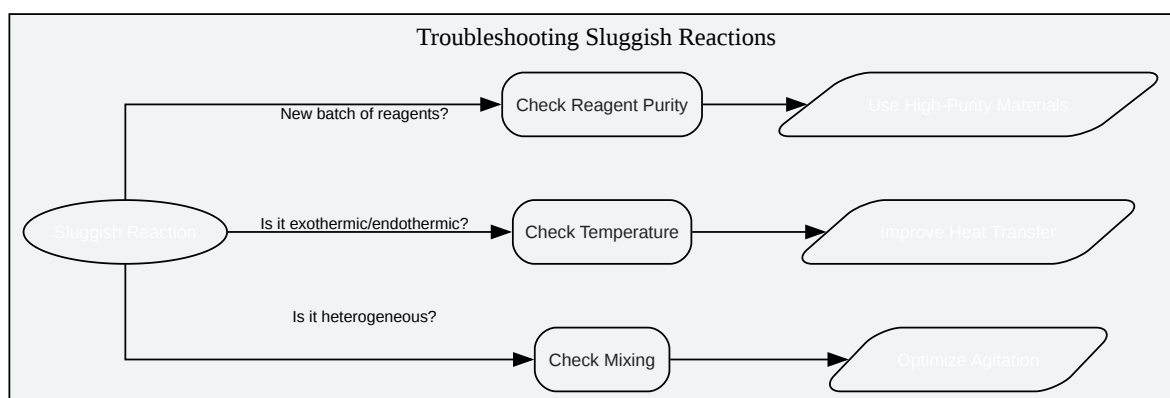 Troubleshooting Sluggish Reactions
New batch of reagents?
Check Reagent Purity
Use High-Purity Materials
Sluggish Reaction
Is it exothermic/endothermic?
Check Temperature
Improve Heat Transfer
Is it heterogeneous?
Check Mixing
Optimize Agitation